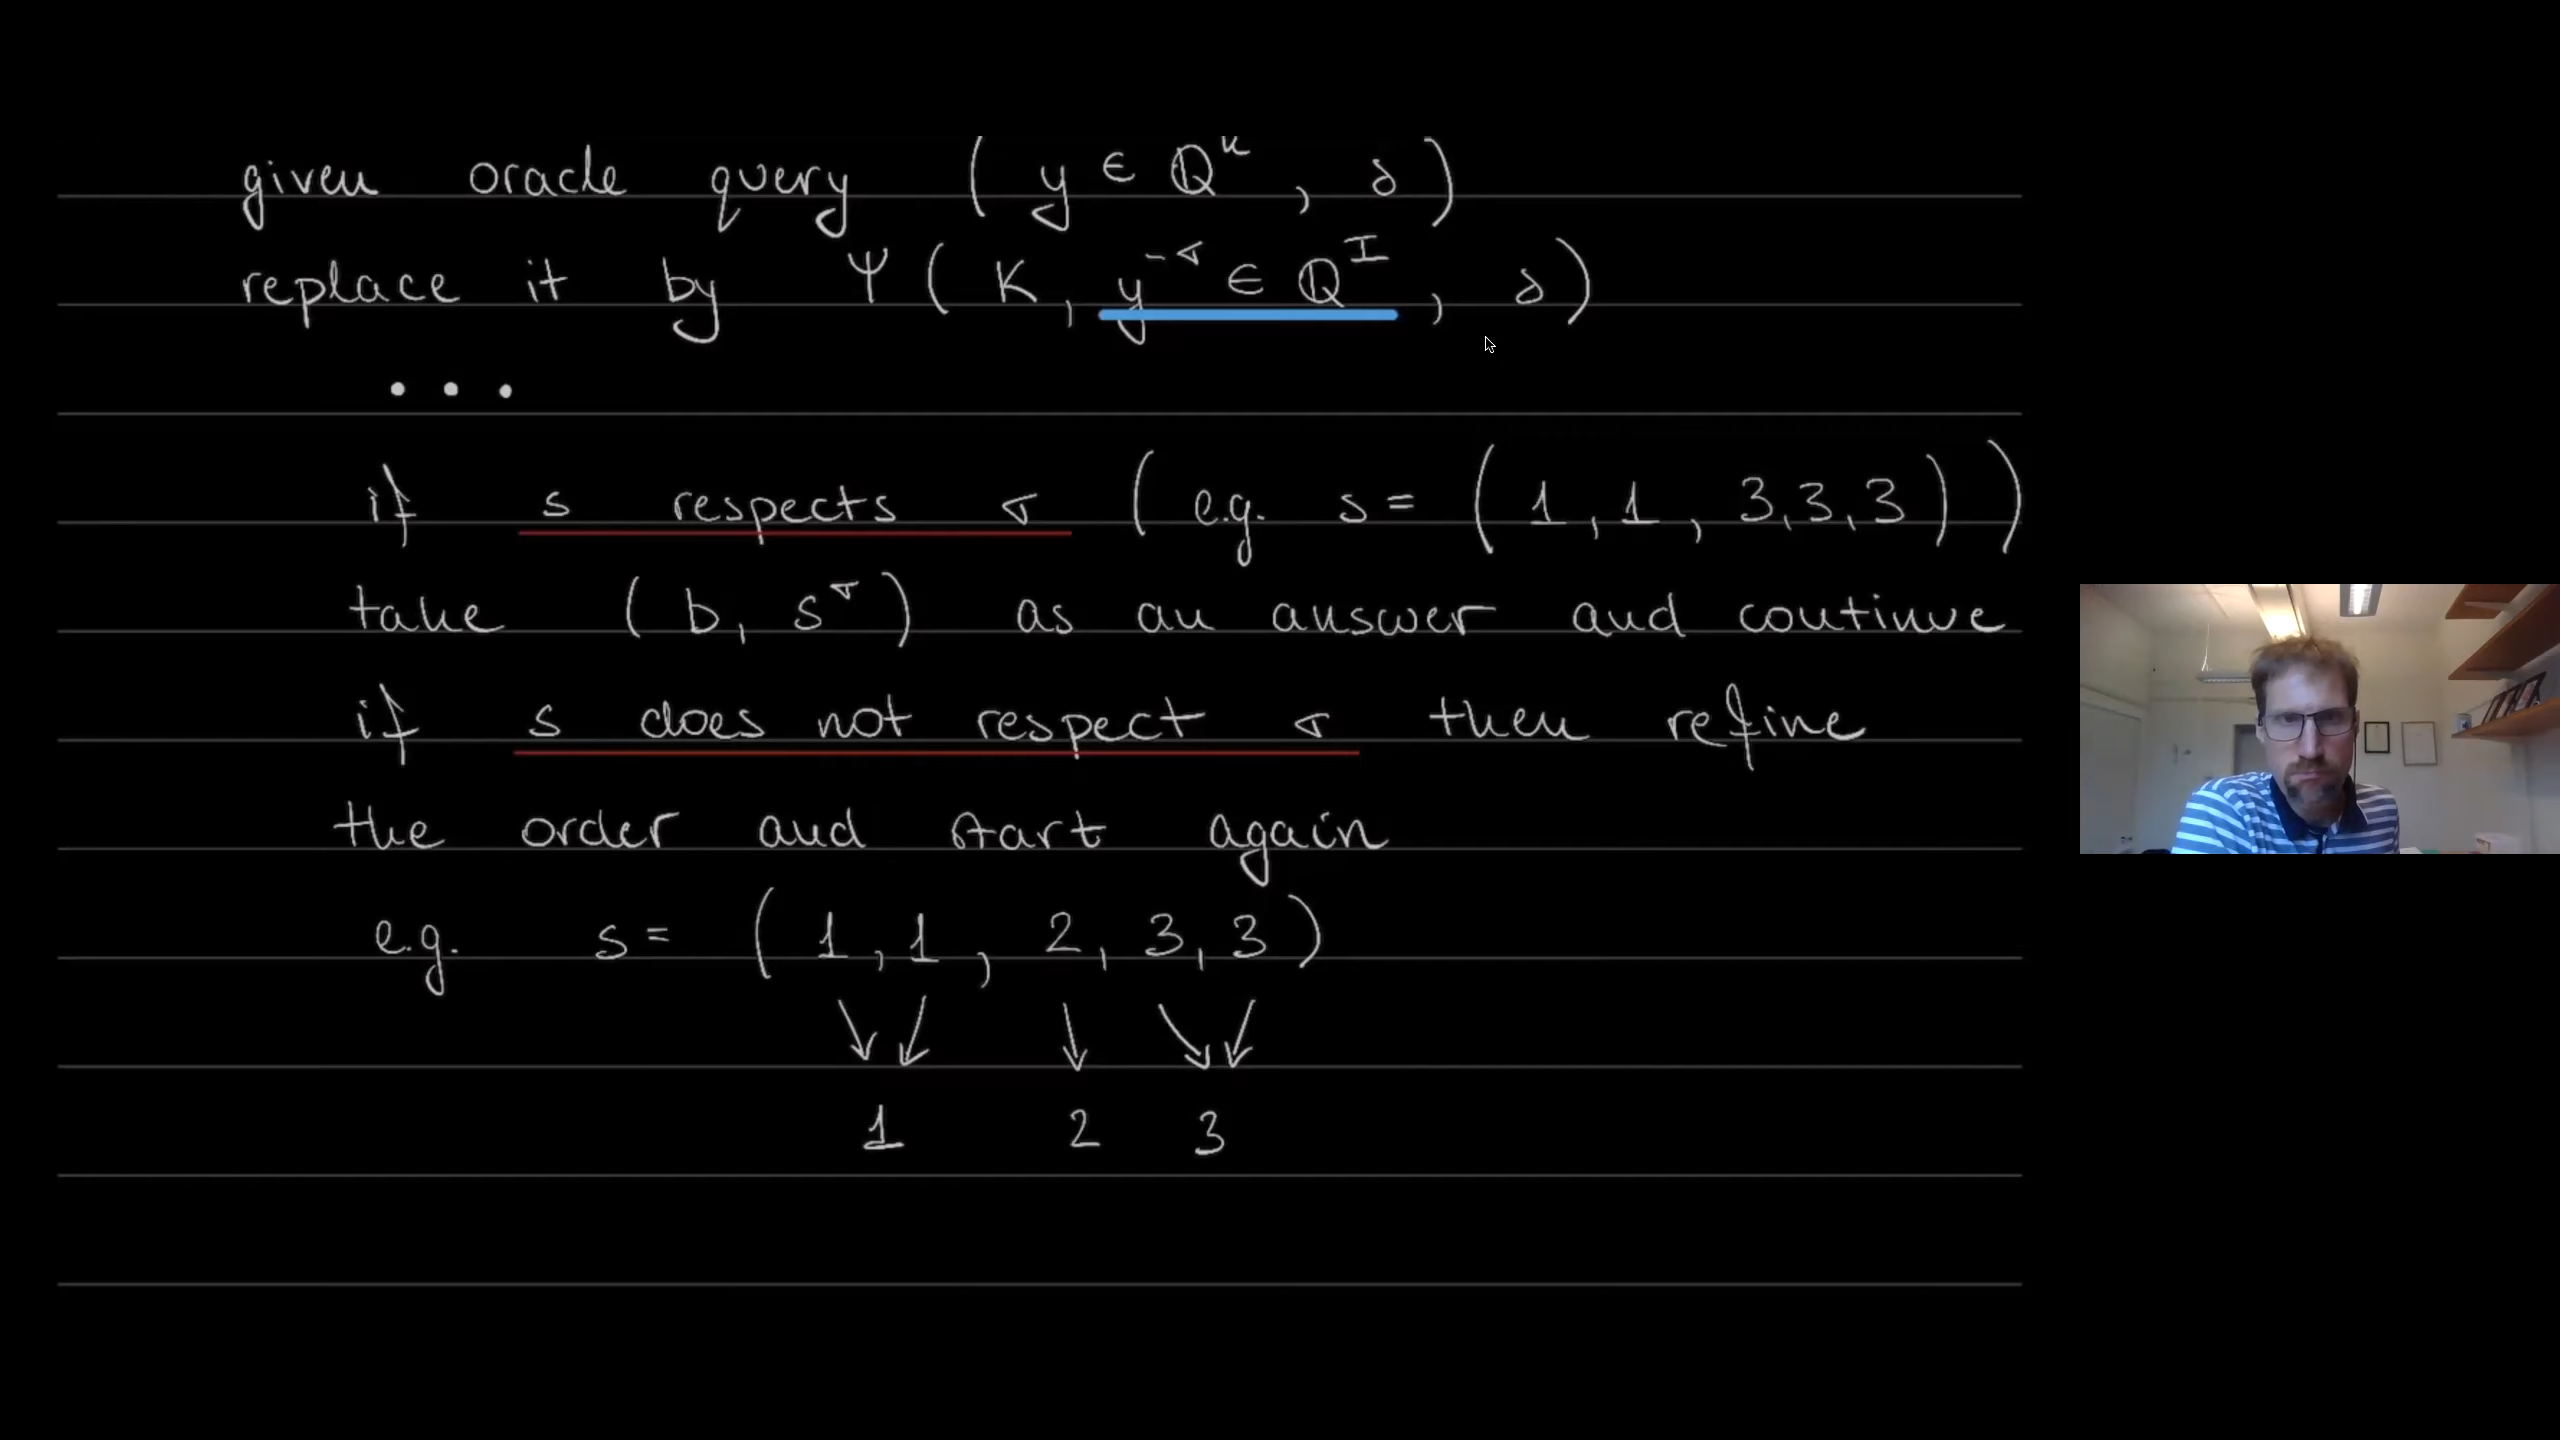 given oracle query ( y ∈ ℚᵏ , δ )
replace it by Ψ ( K, y⁻σ ∈ ℚᴵ , δ )
...
if s respects σ ( e.g. s = ( 1, 1, 3, 3, 3 ) )
take ( b, sσ ) as an answer and continue
if s does not respect σ then refine
the order and start again
e.g. s = ( 1, 1, 2, 3, 3 )
1 2 3